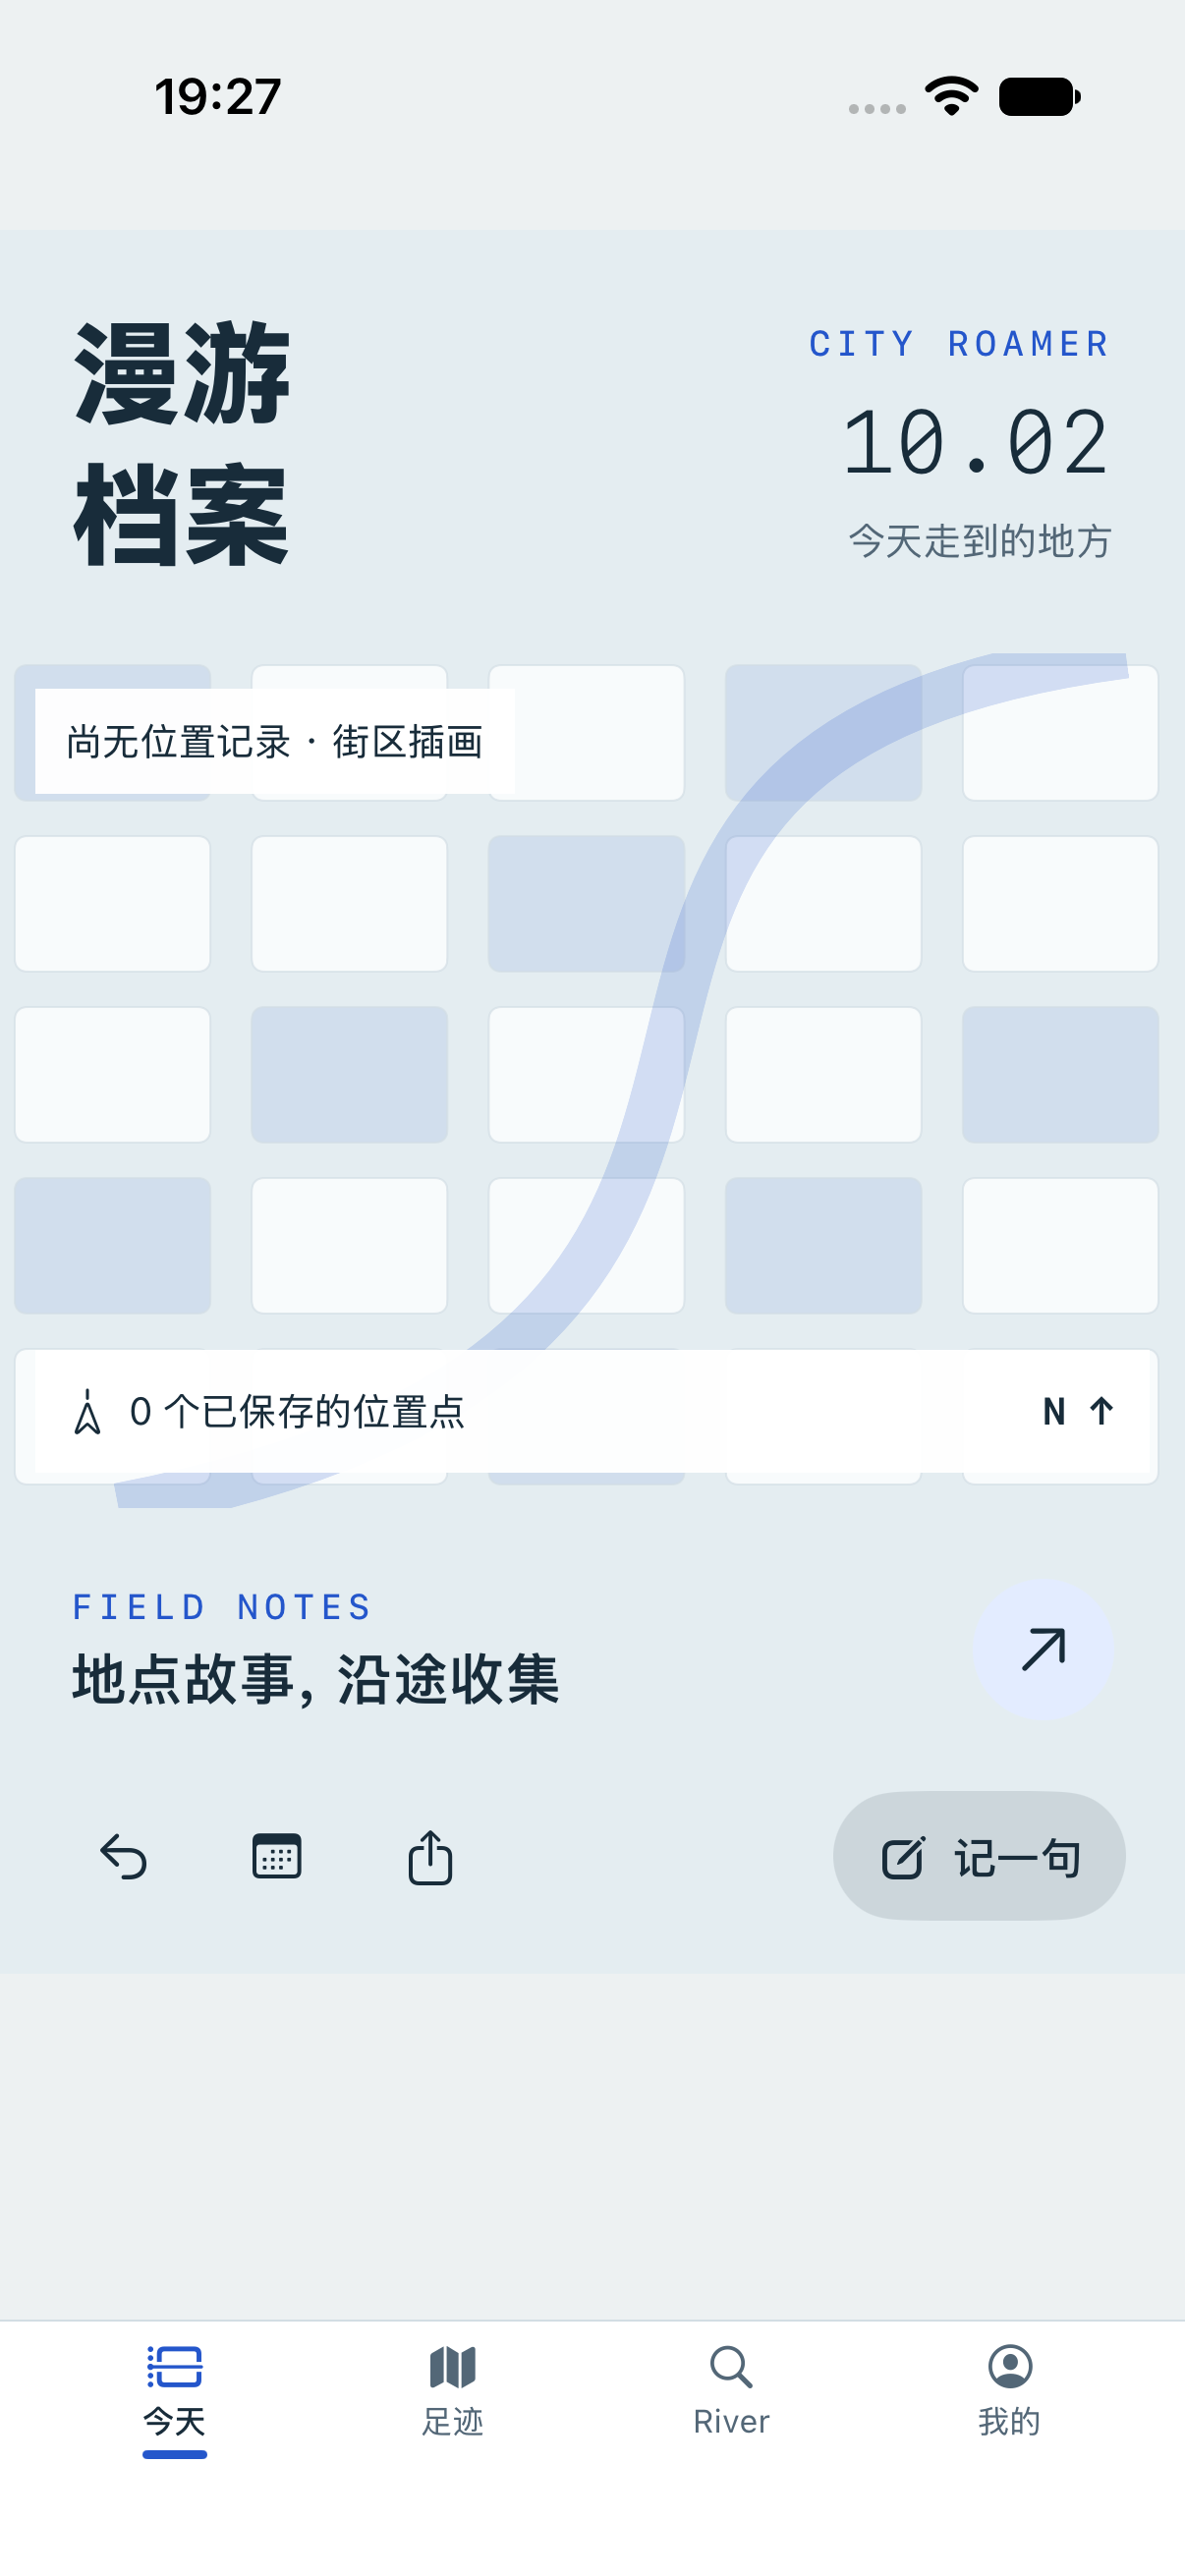 19:27
漫游
档案
CITY ROAMER
10.02
今天走到的地方
尚无位置记录 · 街区插画
0 个已保存的位置点
N ↑
FIELD NOTES
地点故事，沿途收集
记一句
今天
足迹
River
我的